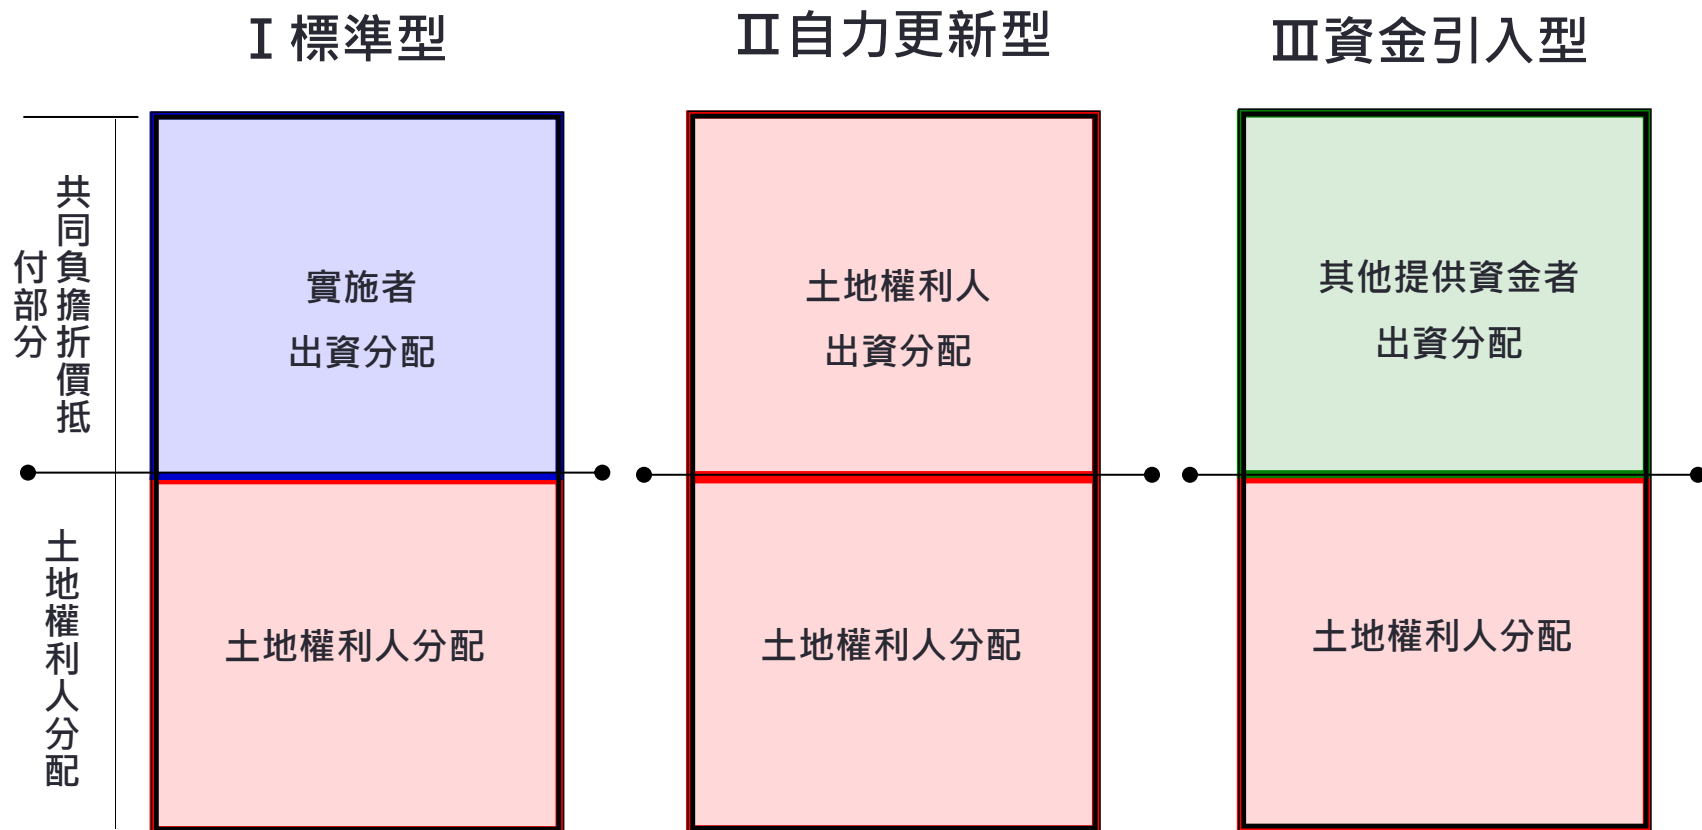 Ⅰ 標準型
Ⅱ自力更新型
Ⅲ資金引入型
共同負擔折價抵
付部分
土地權利人分配
實施者
出資分配
土地權利人分配
土地權利人
出資分配
土地權利人分配
其他提供資金者
出資分配
土地權利人分配